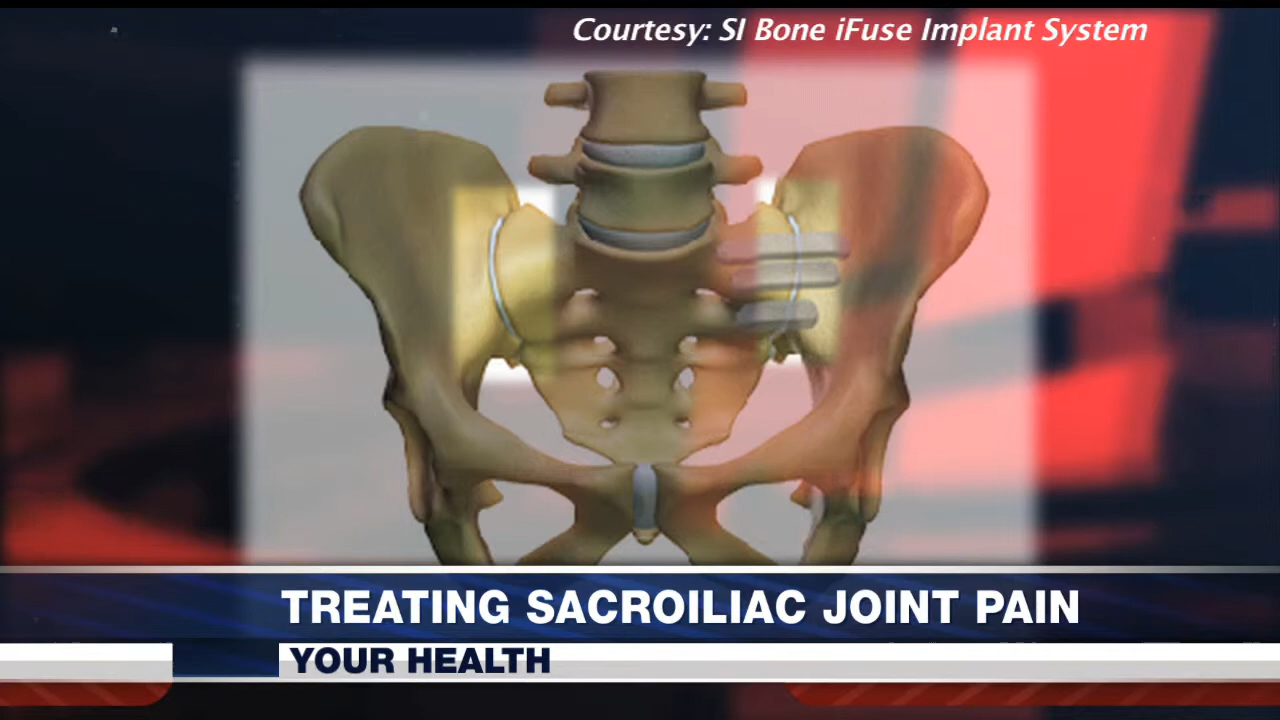 Courtesy: SI Bone iFuse Implant System
TREATING SACROILIAC JOINT PAIN
YOUR HEALTH